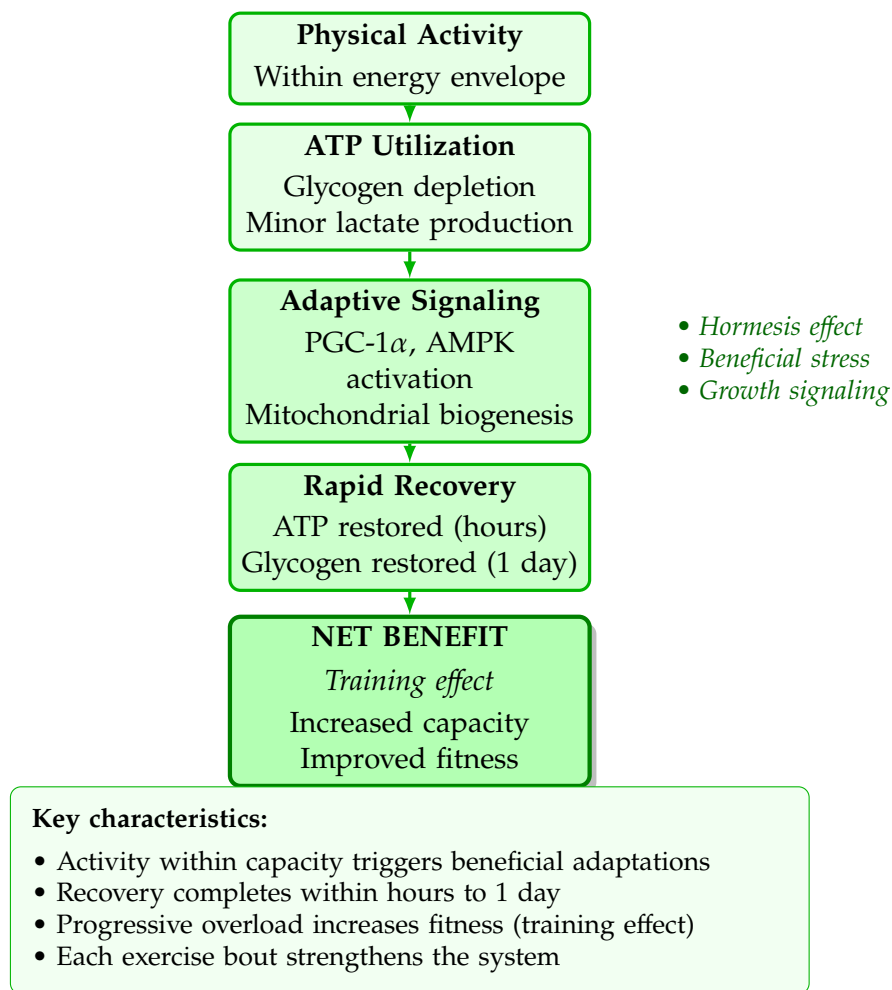 Physical Activity
Within energy envelope
ATP Utilization
Glycogen depletion
Minor lactate production
Adaptive Signaling
PGC-1α, AMPK
activation
Mitochondrial biogenesis
• Hormesis effect
• Beneficial stress
• Growth signaling
Rapid Recovery
ATP restored (hours)
Glycogen restored (1 day)
NET BENEFIT
Training effect
Increased capacity
Improved fitness
Key characteristics:
• Activity within capacity triggers beneficial adaptations
• Recovery completes within hours to 1 day
• Progressive overload increases fitness (training effect)
• Each exercise bout strengthens the system